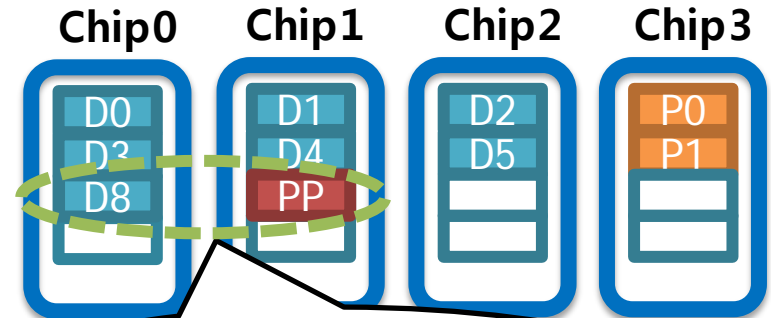 Chip0 Chip1 Chip2 Chip3
D0 D1 D2 P0
D3 D4 D5 P1
D8 PP